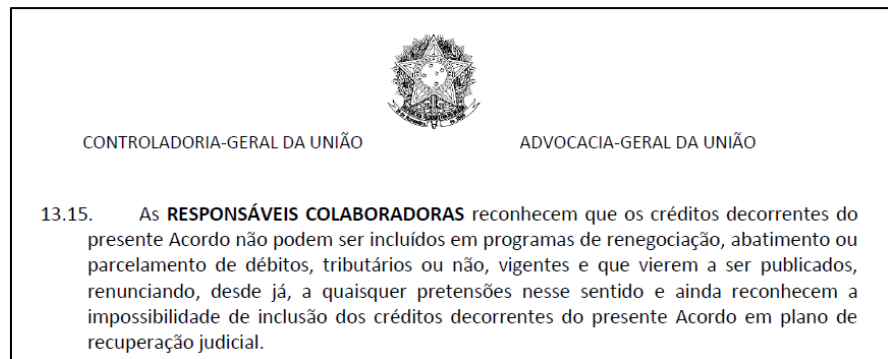 CONTROLADORIA-GERAL DA UNIÃO
ADVOCACIA-GERAL DA UNIÃO
13.15. As RESPONSÁVEIS COLABORADORAS reconhecem que os créditos decorrentes do
presente Acordo não podem ser incluídos em programas de renegociação, abatimento ou
parcelamento de débitos, tributários ou não, vigentes e que vierem a ser publicados,
renunciando, desde já, a quaisquer pretensões nesse sentido e ainda reconhecem a
impossibilidade de inclusão dos créditos decorrentes do presente Acordo em plano de
recuperação judicial.